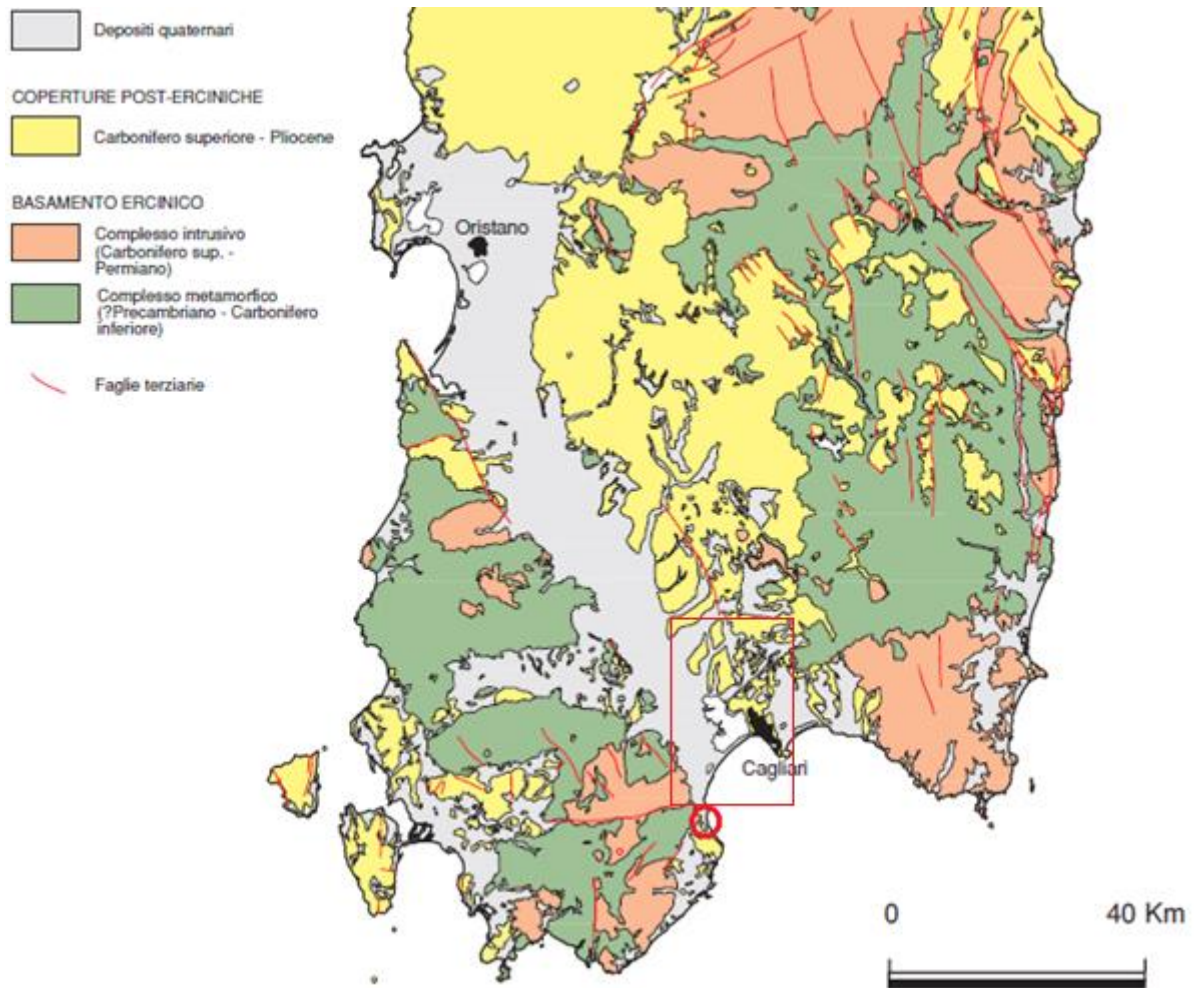 Depositi quaternari
COPERTURE POST-ERCINICHE
Carbonifero superiore - Pliocene
BASAMENTO ERCINICO
Complesso intrusivo
(Carbonifero sup. -
Permiano)
Complesso metamorfico
(?Precambriano - Carbonifero
inferiore)
Faglie terziarie
Oristano
Cagliari
0 40 Km